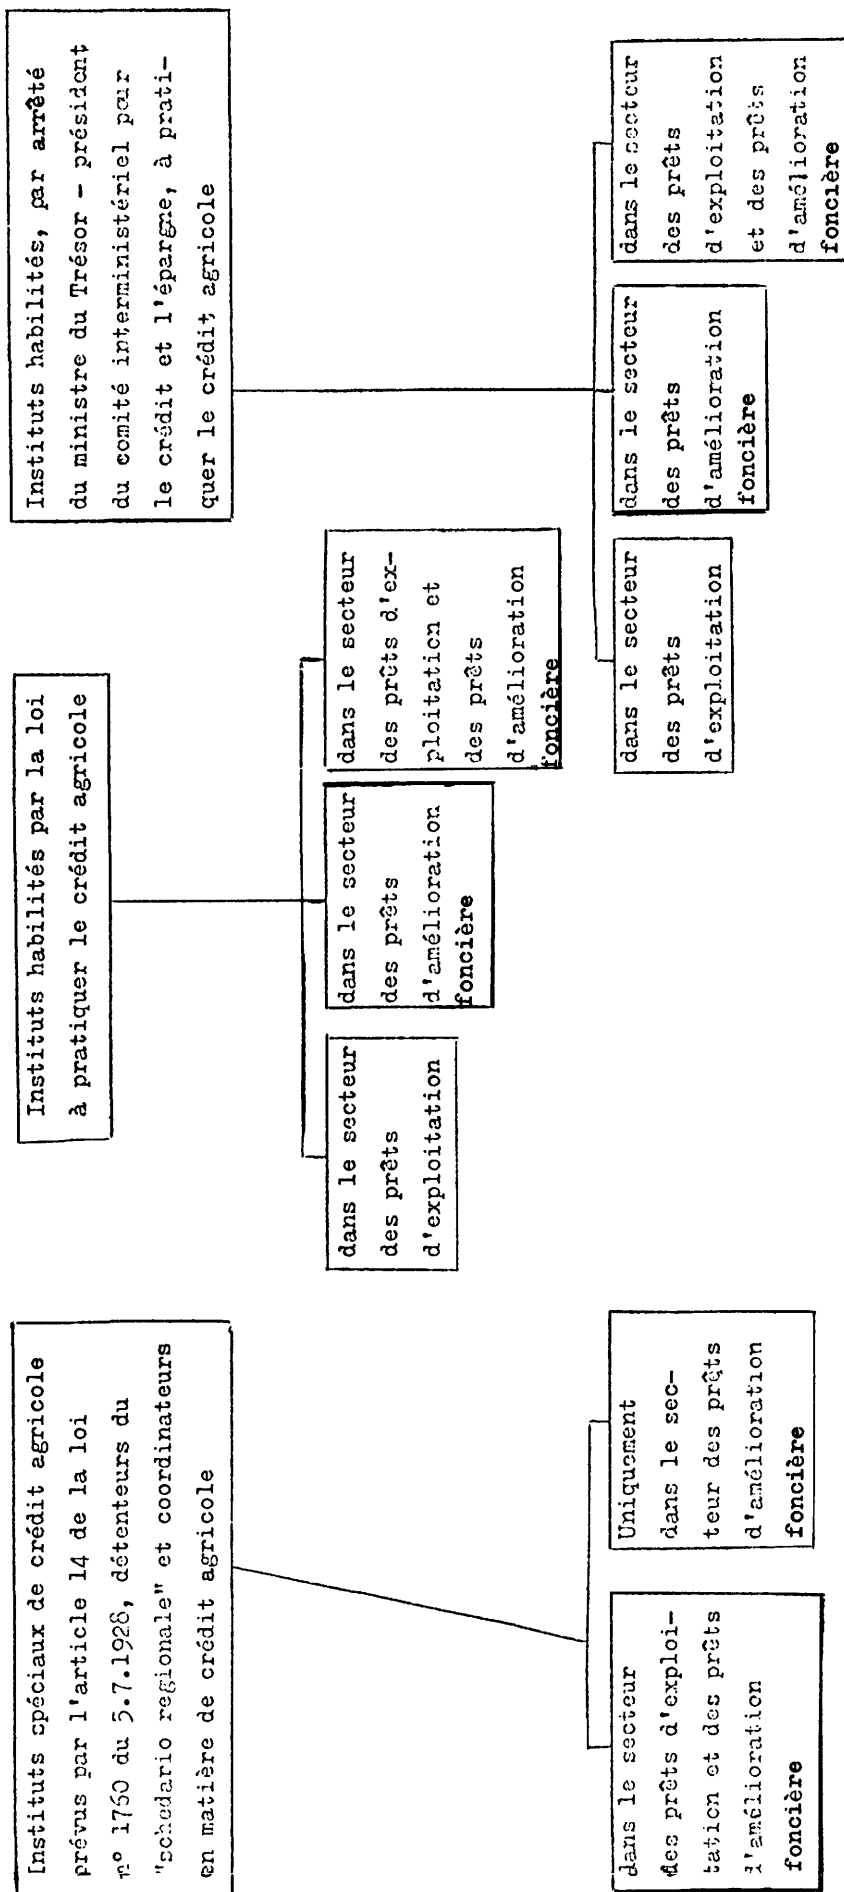 Instituts spéciaux de crédit agricole
prévus par l'article 14 de la loi
n° 1760 du 5.7.1928, détenteurs du
"schedario regionale" et coordinateurs
en matière de crédit agricole
dans le secteur
des prêts d'exploi-
tation et des prêts
d'amélioration
foncière
Uniquement
dans le sec-
teur des prêts
d'amélioration
foncière
Instituts habilités par la loi
à pratiquer le crédit agricole
dans le secteur
des prêts
d'exploitation
dans le secteur
des prêts
d'amélioration
foncière
dans le secteur
des prêts d'ex-
ploitation et
des prêts
d'amélioration
foncière
Instituts habilités, par arrêté
du ministre du Trésor - président
du comité interministériel pour
le crédit et l'épargne, à prati-
quer le crédit agricole
dans le secteur
des prêts
d'exploitation
dans le secteur
des prêts
d'amélioration
foncière
dans le secteur
des prêts
d'exploitation
et des prêts
d'amélioration
foncière